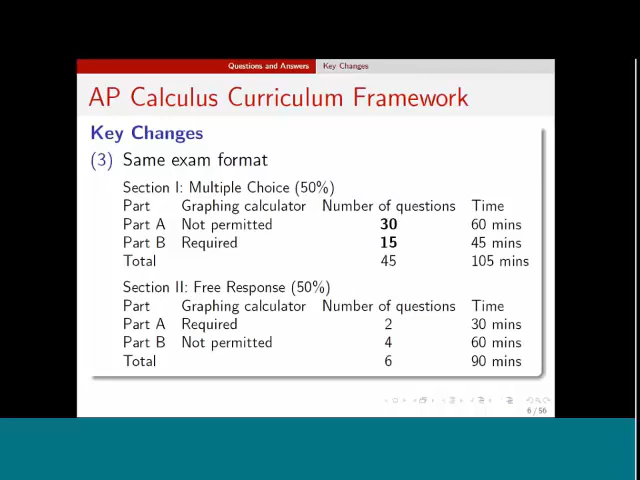 Questions and Answers Key Changes
AP Calculus Curriculum Framework
Key Changes
(3) Same exam format
Section I: Multiple Choice (50%)
Part Graphing calculator Number of questions Time
Part A Not permitted 30 60 mins
Part B Required 15 45 mins
Total 45 105 mins
Section II: Free Response (50%)
Part Graphing calculator Number of questions Time
Part A Required 2 30 mins
Part B Not permitted 4 60 mins
Total 6 90 mins
6 / 56